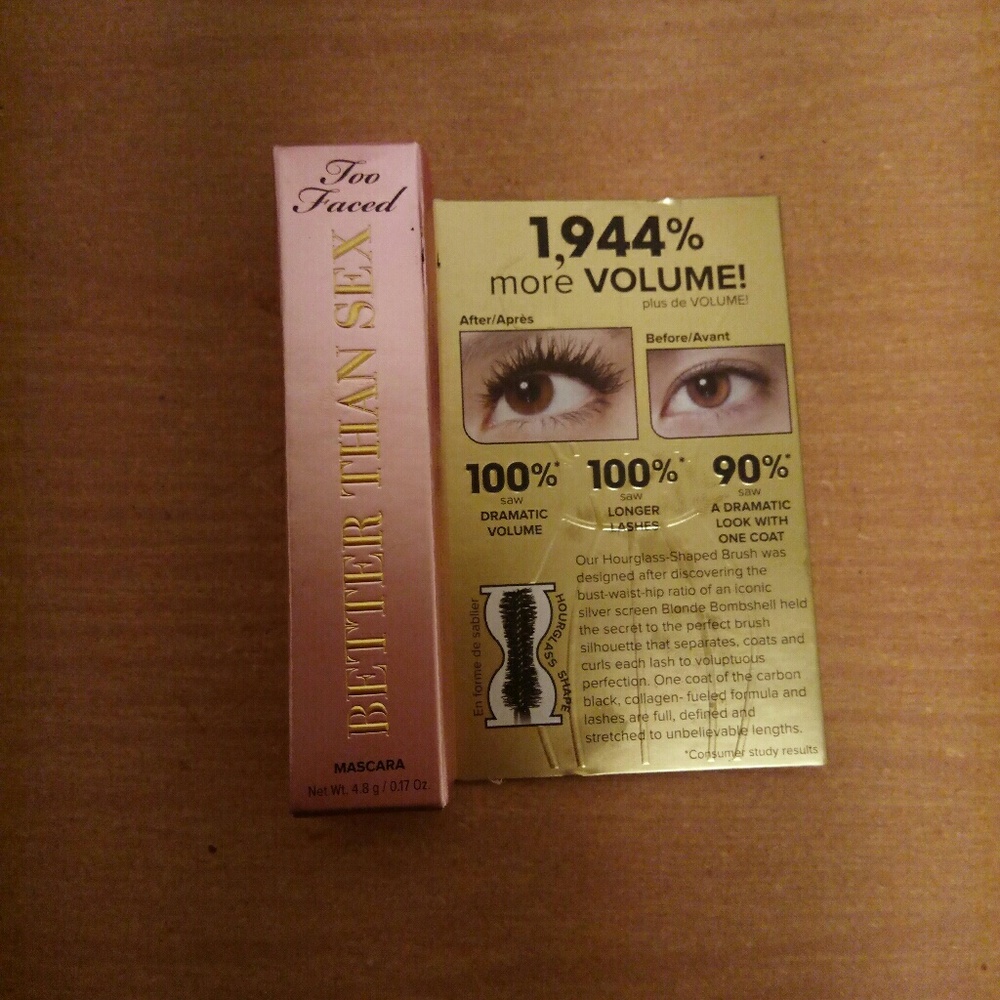 Too
Faced
BETTER THAN SEX
MASCARA
Net Wt. 4.8 g / 0.17 Oz.
1,944%
more VOLUME!
plus de VOLUME!
After/Après
Before/Avant
100%*
saw
DRAMATIC
VOLUME
100%*
saw
LONGER
LASHES
90%*
saw
A DRAMATIC
LOOK WITH
ONE COAT
En forme de sablier
HOURGLASS SHAPE
Our Hourglass-Shaped Brush was
designed after discovering the
bust-waist-hip ratio of an iconic
silver screen Blonde Bombshell held
the secret to the perfect brush
silhouette that separates, coats and
curls each lash to voluptuous
perfection. One coat of the carbon
black, collagen- fueled formula and
lashes are full, defined and
stretched to unbelievable lengths.
*Consumer study results